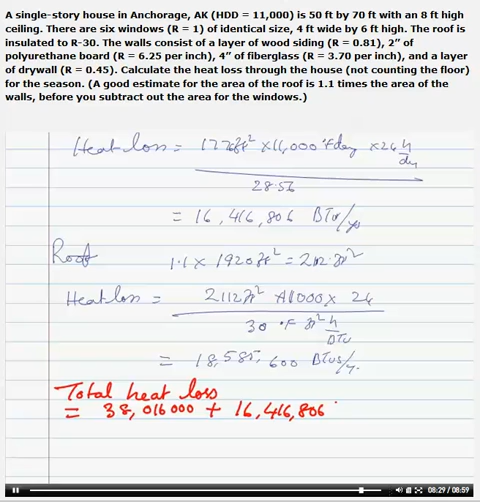 A single-story house in Anchorage, AK (HDD = 11,000) is 50 ft by 70 ft with an 8 ft high
ceiling. There are six windows (R = 1) of identical size, 4 ft wide by 6 ft high. The roof is
insulated to R-30. The walls consist of a layer of wood siding (R = 0.81), 2” of
polyurethane board (R = 6.25 per inch), 4” of fiberglass (R = 3.70 per inch), and a layer
of drywall (R = 0.45). Calculate the heat loss through the house (not counting the floor)
for the season. (A good estimate for the area of the roof is 1.1 times the area of the
walls, before you subtract out the area for the windows.)
Heat loss = 1776ft² × 11,000 °F day × 24 h/dy
28.56
= 16,416,806 BTU/yr
Roof 1.1 × 1920ft² = 2112ft²
Heat loss = 2112ft² × 11000 × 24
30 °F ft² h/BTU
= 18,585,600 BTUs/y.
Total heat loss
= 38,016000 + 16,416,806
08:29 / 08:59